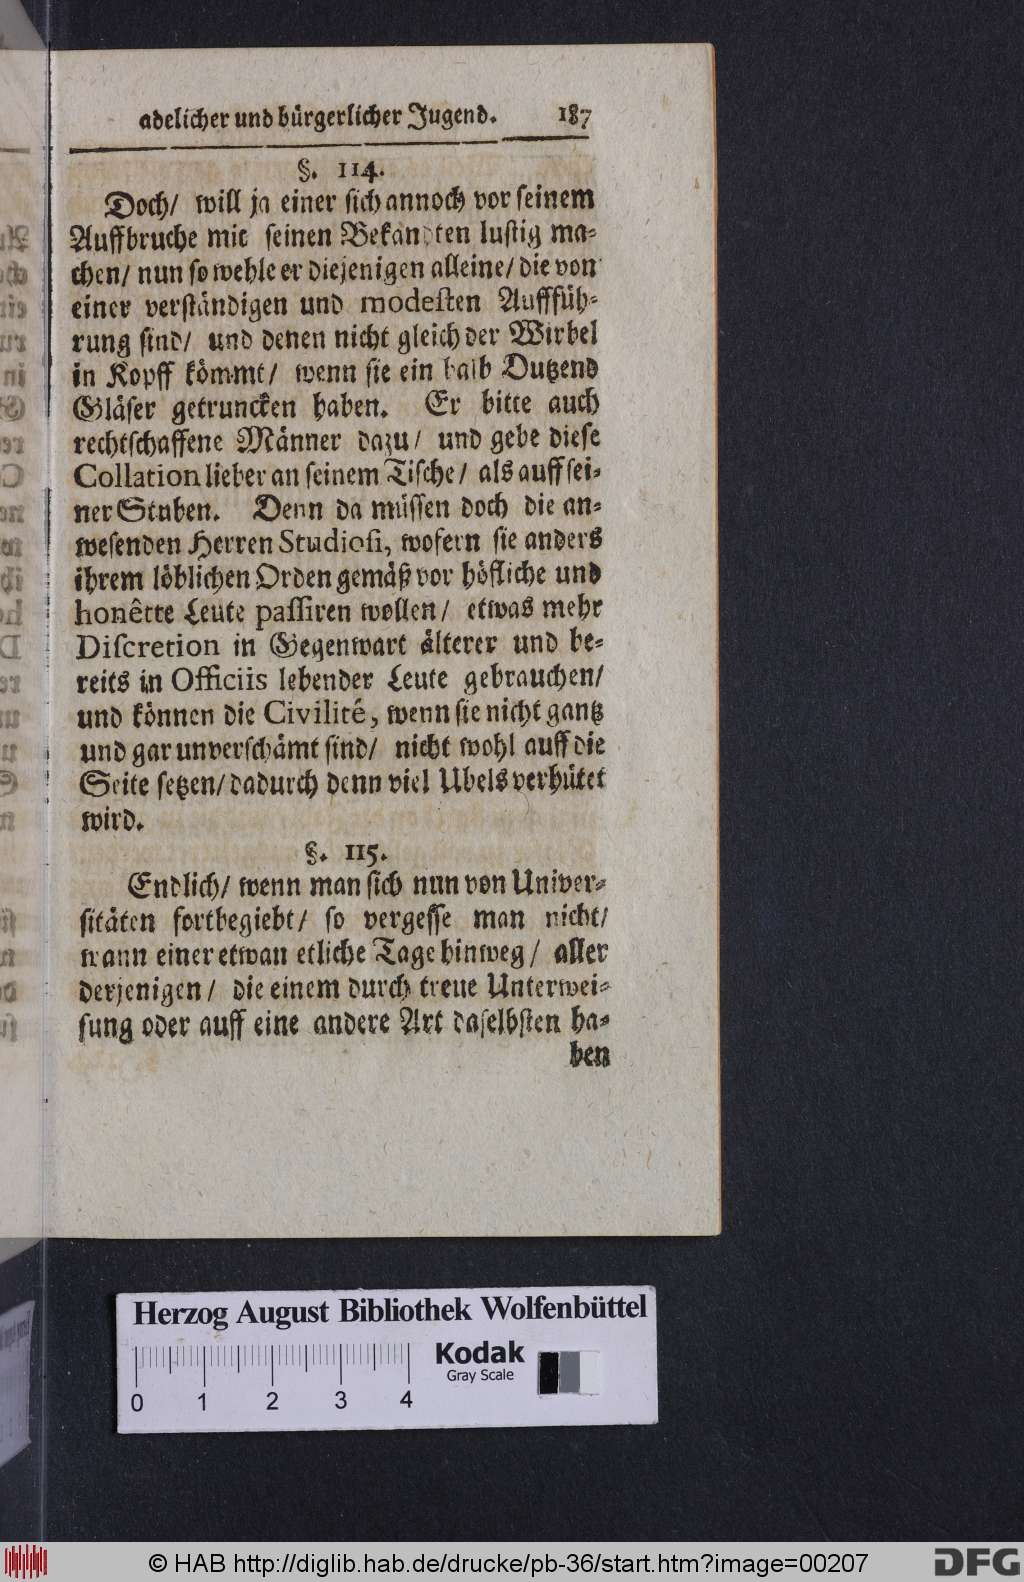 adelicher und bürgerlicher Jugend. 187
§. 114.
Doch/ will ja einer sich annoch vor seinem
Auffbruche mit seinen Bekandten lustig ma-
chen/ nun so wehle er diejenigen alleine/ die von
einer verständigen und modesten Aufffüh-
rung sind/ und denen nicht gleich der Wirbel
in Kopff kömmt/ wenn sie ein halb Dutzend
Gläser getruncken haben. Er bitte auch
rechtschaffene Männer dazu/ und gebe diese
Collation lieber an seinem Tische/ als auff sei-
ner Stuben. Denn da müssen doch die an-
wesenden Herren Studiosi, wofern sie anders
ihrem löblichen Orden gemäß vor höfliche und
honêtte Leute passiren wollen/ etwas mehr
Discretion in Gegenwart älterer und be-
reits in Officiis lebender Leute gebrauchen/
und können die Civilité, wenn sie nicht gantz
und gar unverschämt sind/ nicht wohl auff die
Seite setzen/ dadurch denn viel Ubels verhütet
wird.
§. 115.
Endlich/ wenn man sich nun von Univer-
sitäten fortbegiebt/ so vergesse man nicht/
wann einer etwan etliche Tage hinweg/ aller
derjenigen/ die einem durch treue Unterwei-
sung oder auff eine andere Art daselbsten ha-
ben
Herzog August Bibliothek Wolfenbüttel
Kodak
Gray Scale
0 1 2 3 4
© HAB http://diglib.hab.de/drucke/pb-36/start.htm?image=00207
DFG